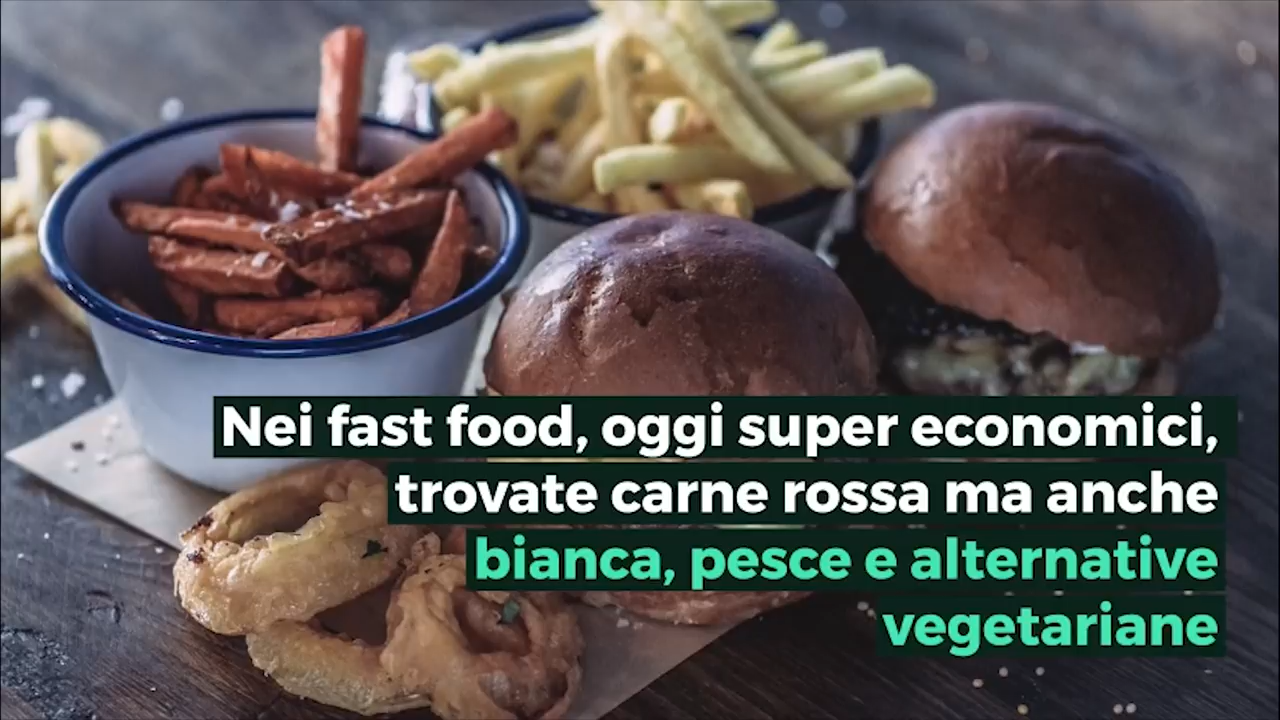 Nei fast food, oggi super economici,
trovate carne rossa ma anche
bianca, pesce e alternative
vegetariane